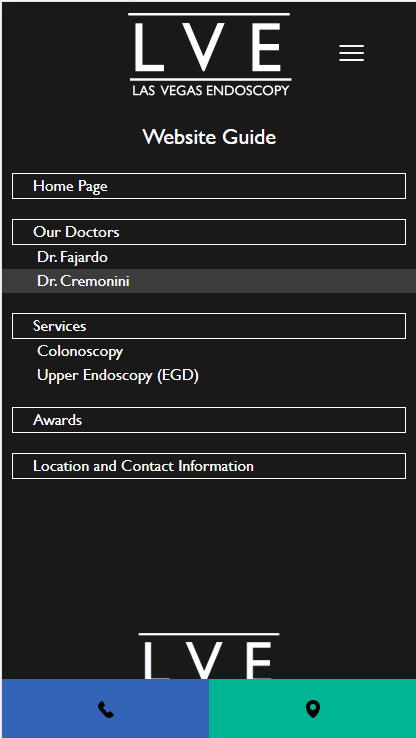 LVE
LAS VEGAS ENDOSCOPY
Website Guide
Home Page
Our Doctors
Dr. Fajardo
Dr. Cremonini
Services
Colonoscopy
Upper Endoscopy (EGD)
Awards
Location and Contact Information
LVE